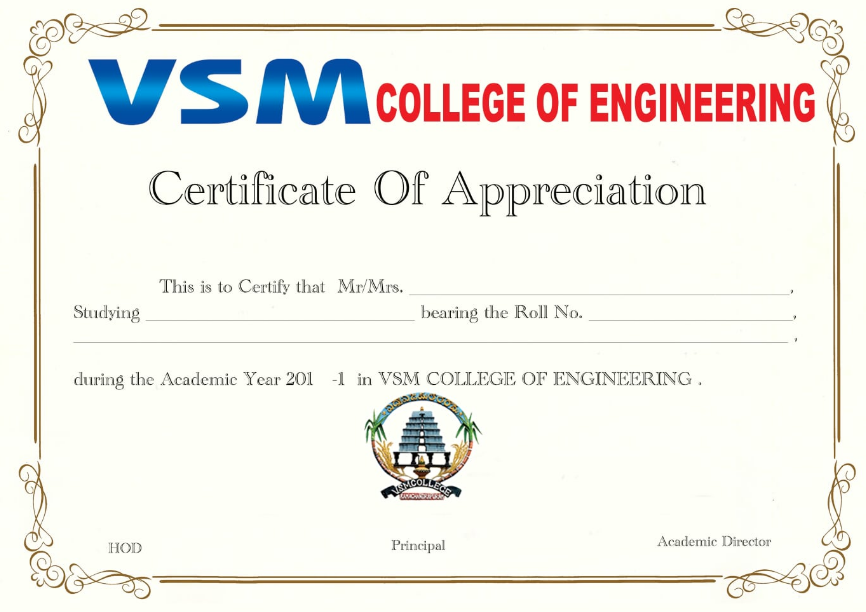 VSM COLLEGE OF ENGINEERING
Certificate Of Appreciation
This is to Certify that Mr/Mrs. ,
Studying bearing the Roll No. ,
,
during the Academic Year 201 -1 in VSM COLLEGE OF ENGINEERING .
VSMCOLLEGE
HOD
Principal
Academic Director